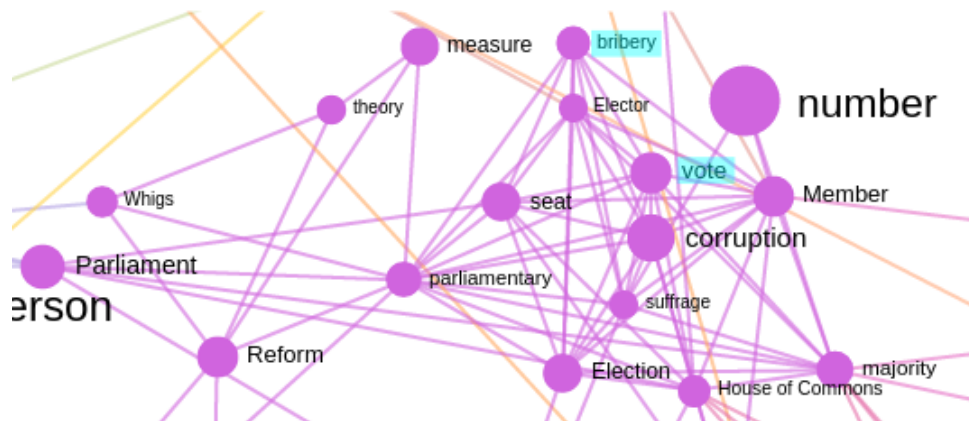 measure
bribery
number
theory
Elector
vote
Member
Whigs
seat
corruption
Parliament
parliamentary
erson
suffrage
Reform
Election
majority
House of Commons